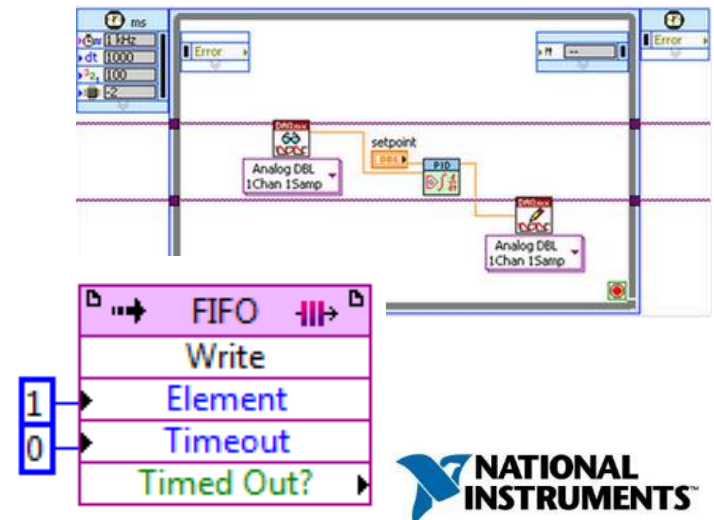 ms
1 kHz
dt 1000
100
-2
Error
--
Error
DAQmx
setpoint
Analog DBL
1Chan 1Samp
DBL
PID
DAQmx
Analog DBL
1Chan 1Samp
FIFO
Write
1 Element
0 Timeout
Timed Out?
NATIONAL
INSTRUMENTS™